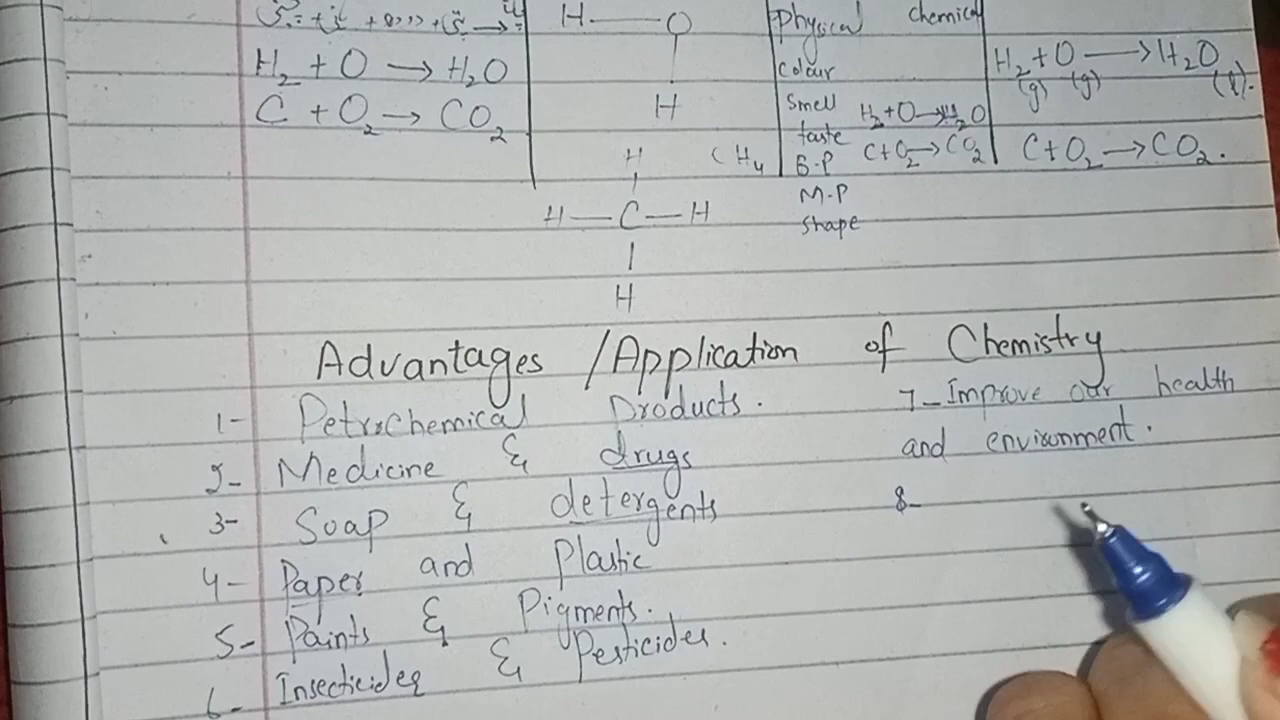 H — O
Physical Chemical
H₂ + O → H₂O
colour
H₂ + O → H₂O
(g) (g) (l).
C + O₂ → CO₂
H
smell
H₂+O→H₂O
taste
H
CH₄
B.P
C+O₂→CO₂
C+O₂→CO₂.
M.P
H — C — H
shape
H
Advantages / Application of Chemistry
1- Petrochemical Products.
2- Medicine & drugs
3- Soap & detergents
4- Paper and Plastic
5- Paints & Pigments.
6- Insecticides & Pesticides.
7- Improve our health
and environment.
8-